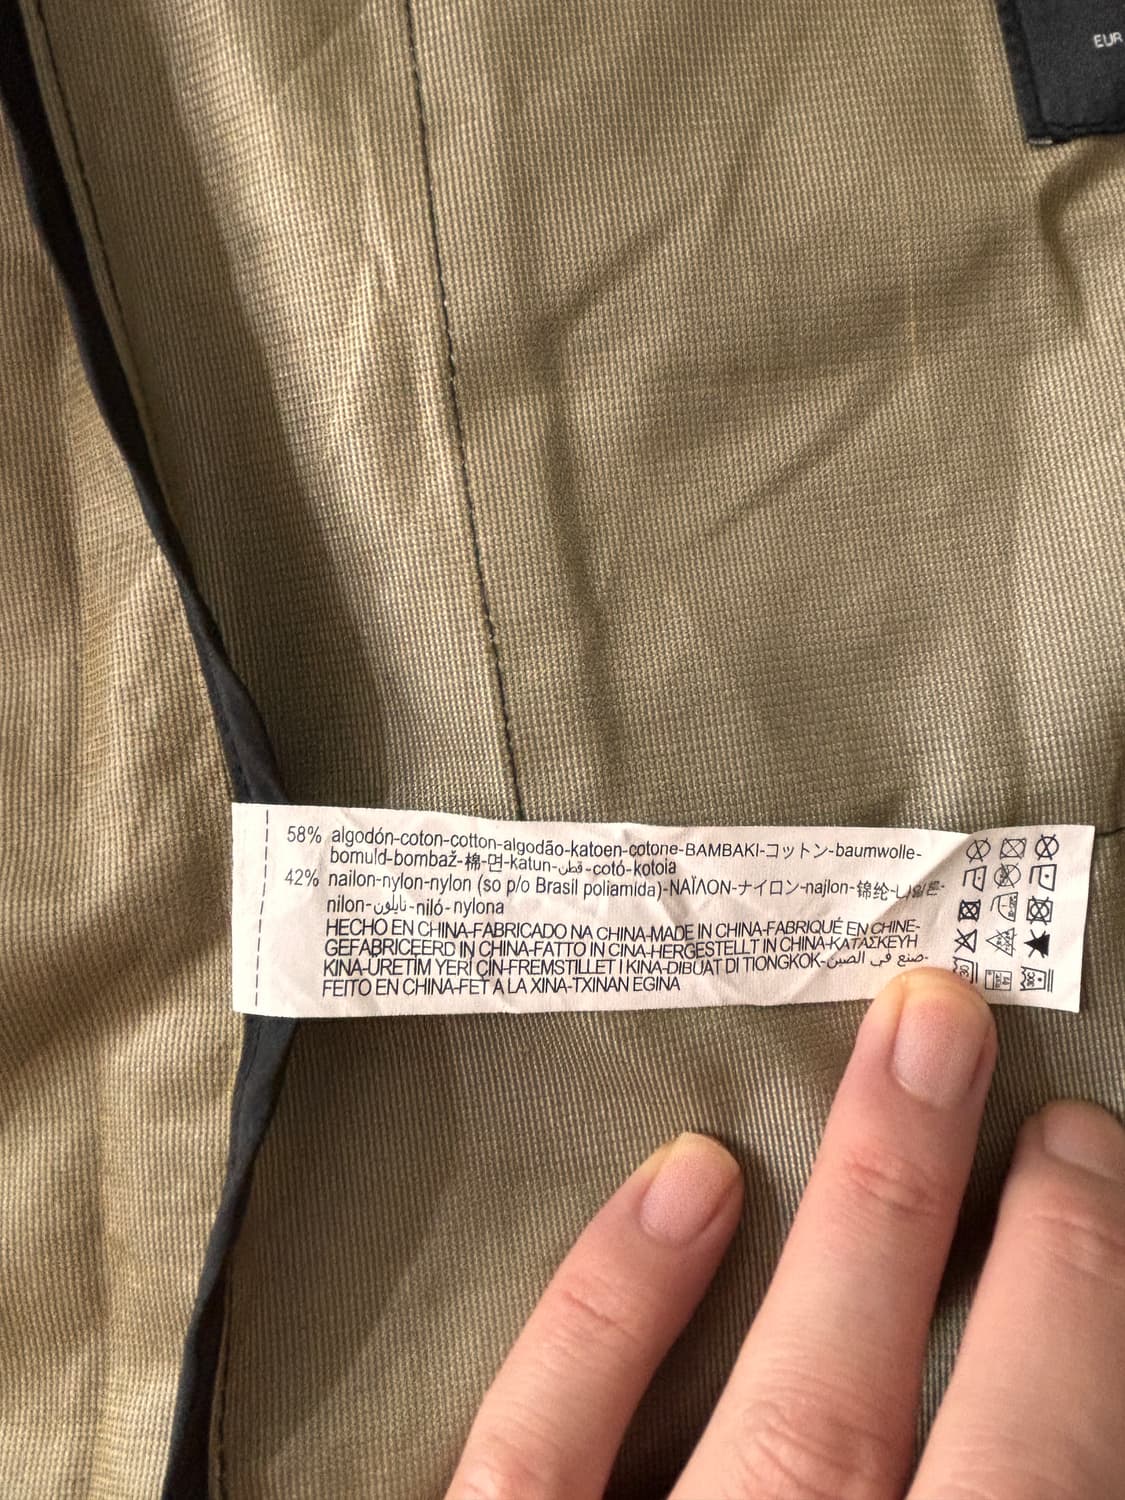 EUR
58% algodón-coton-cotton-algodão-katoen-cotone-BAMBAKI-コットン-baumwolle-
bomuld-bombaž-棉-면-katun-قطن-cotó-kotoia
42% nailon-nylon-nylon (so p/o Brasil poliamida)-NAÏΛON-ナイロン-najlon-锦纶-나일론-
nilon-نايلون-niló-nylona
HECHO EN CHINA-FABRICADO NA CHINA-MADE IN CHINA-FABRIQUÉ EN CHINE-
GEFABRICEERD IN CHINA-FATTO IN CINA-HERGESTELLT IN CHINA-ΚΑΤΑΣΚΕΥΗ
KINA-ÜRETİM YERİ ÇİN-FREMSTILLET I KINA-DIBUAT DI TIONGKOK-صنع في الصين-
FEITO EN CHINA-FET A LA XINA-TXINAN EGINA